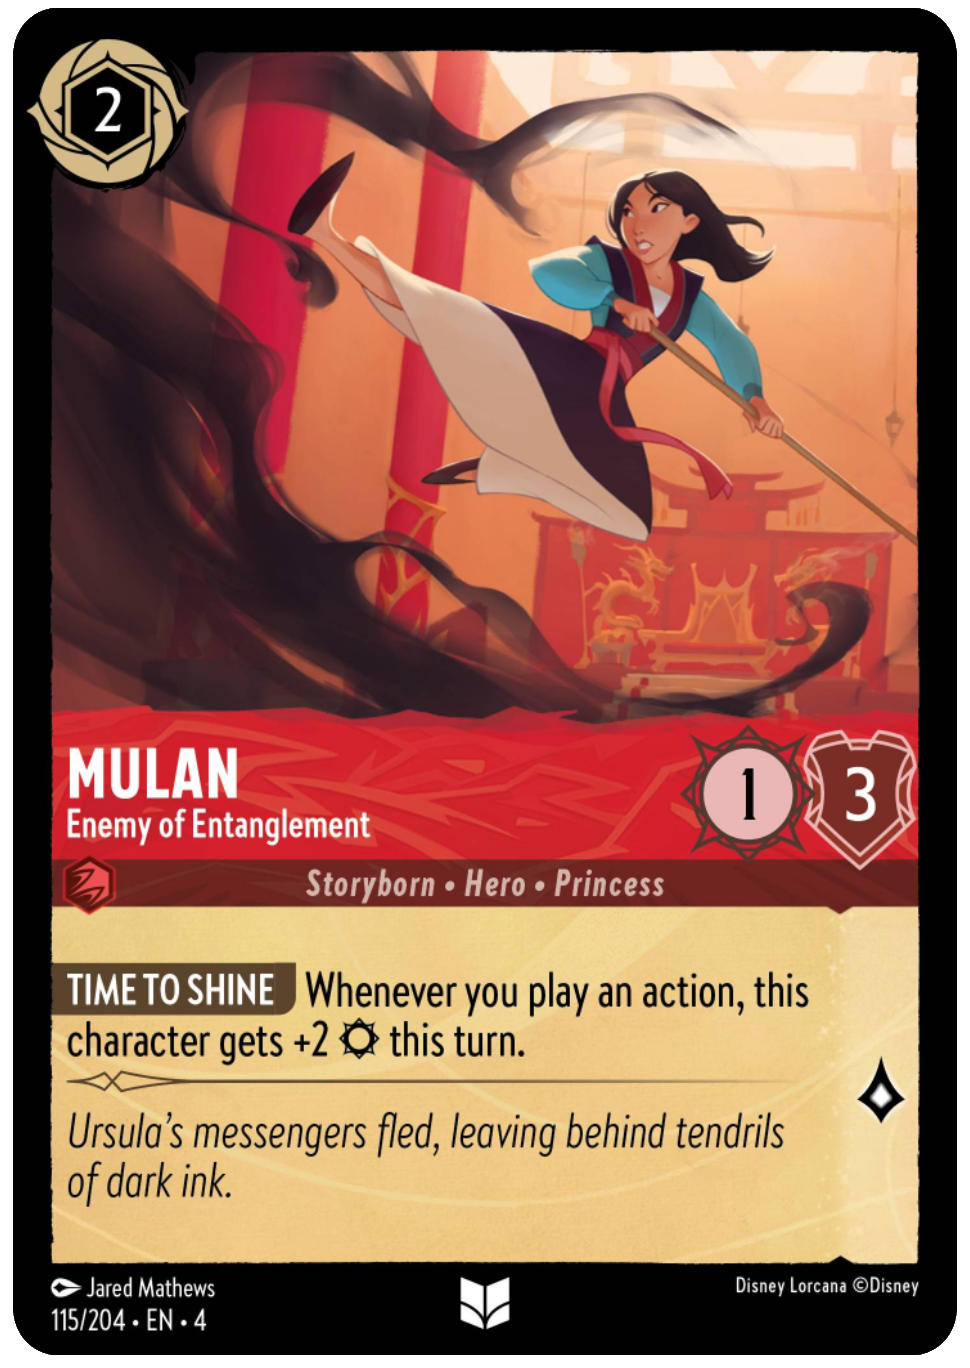 2
MULAN
Enemy of Entanglement
1
3
Storyborn • Hero • Princess
TIME TO SHINE Whenever you play an action, this
character gets +2 this turn.
Ursula's messengers fled, leaving behind tendrils
of dark ink.
Jared Mathews
115/204 • EN • 4
Disney Lorcana ©Disney